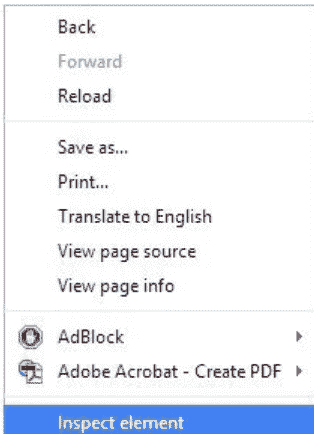 Back
Forward
Reload
Save as...
Print...
Translate to English
View page source
View page info
AdBlock
Adobe Acrobat - Create PDF
Inspect element